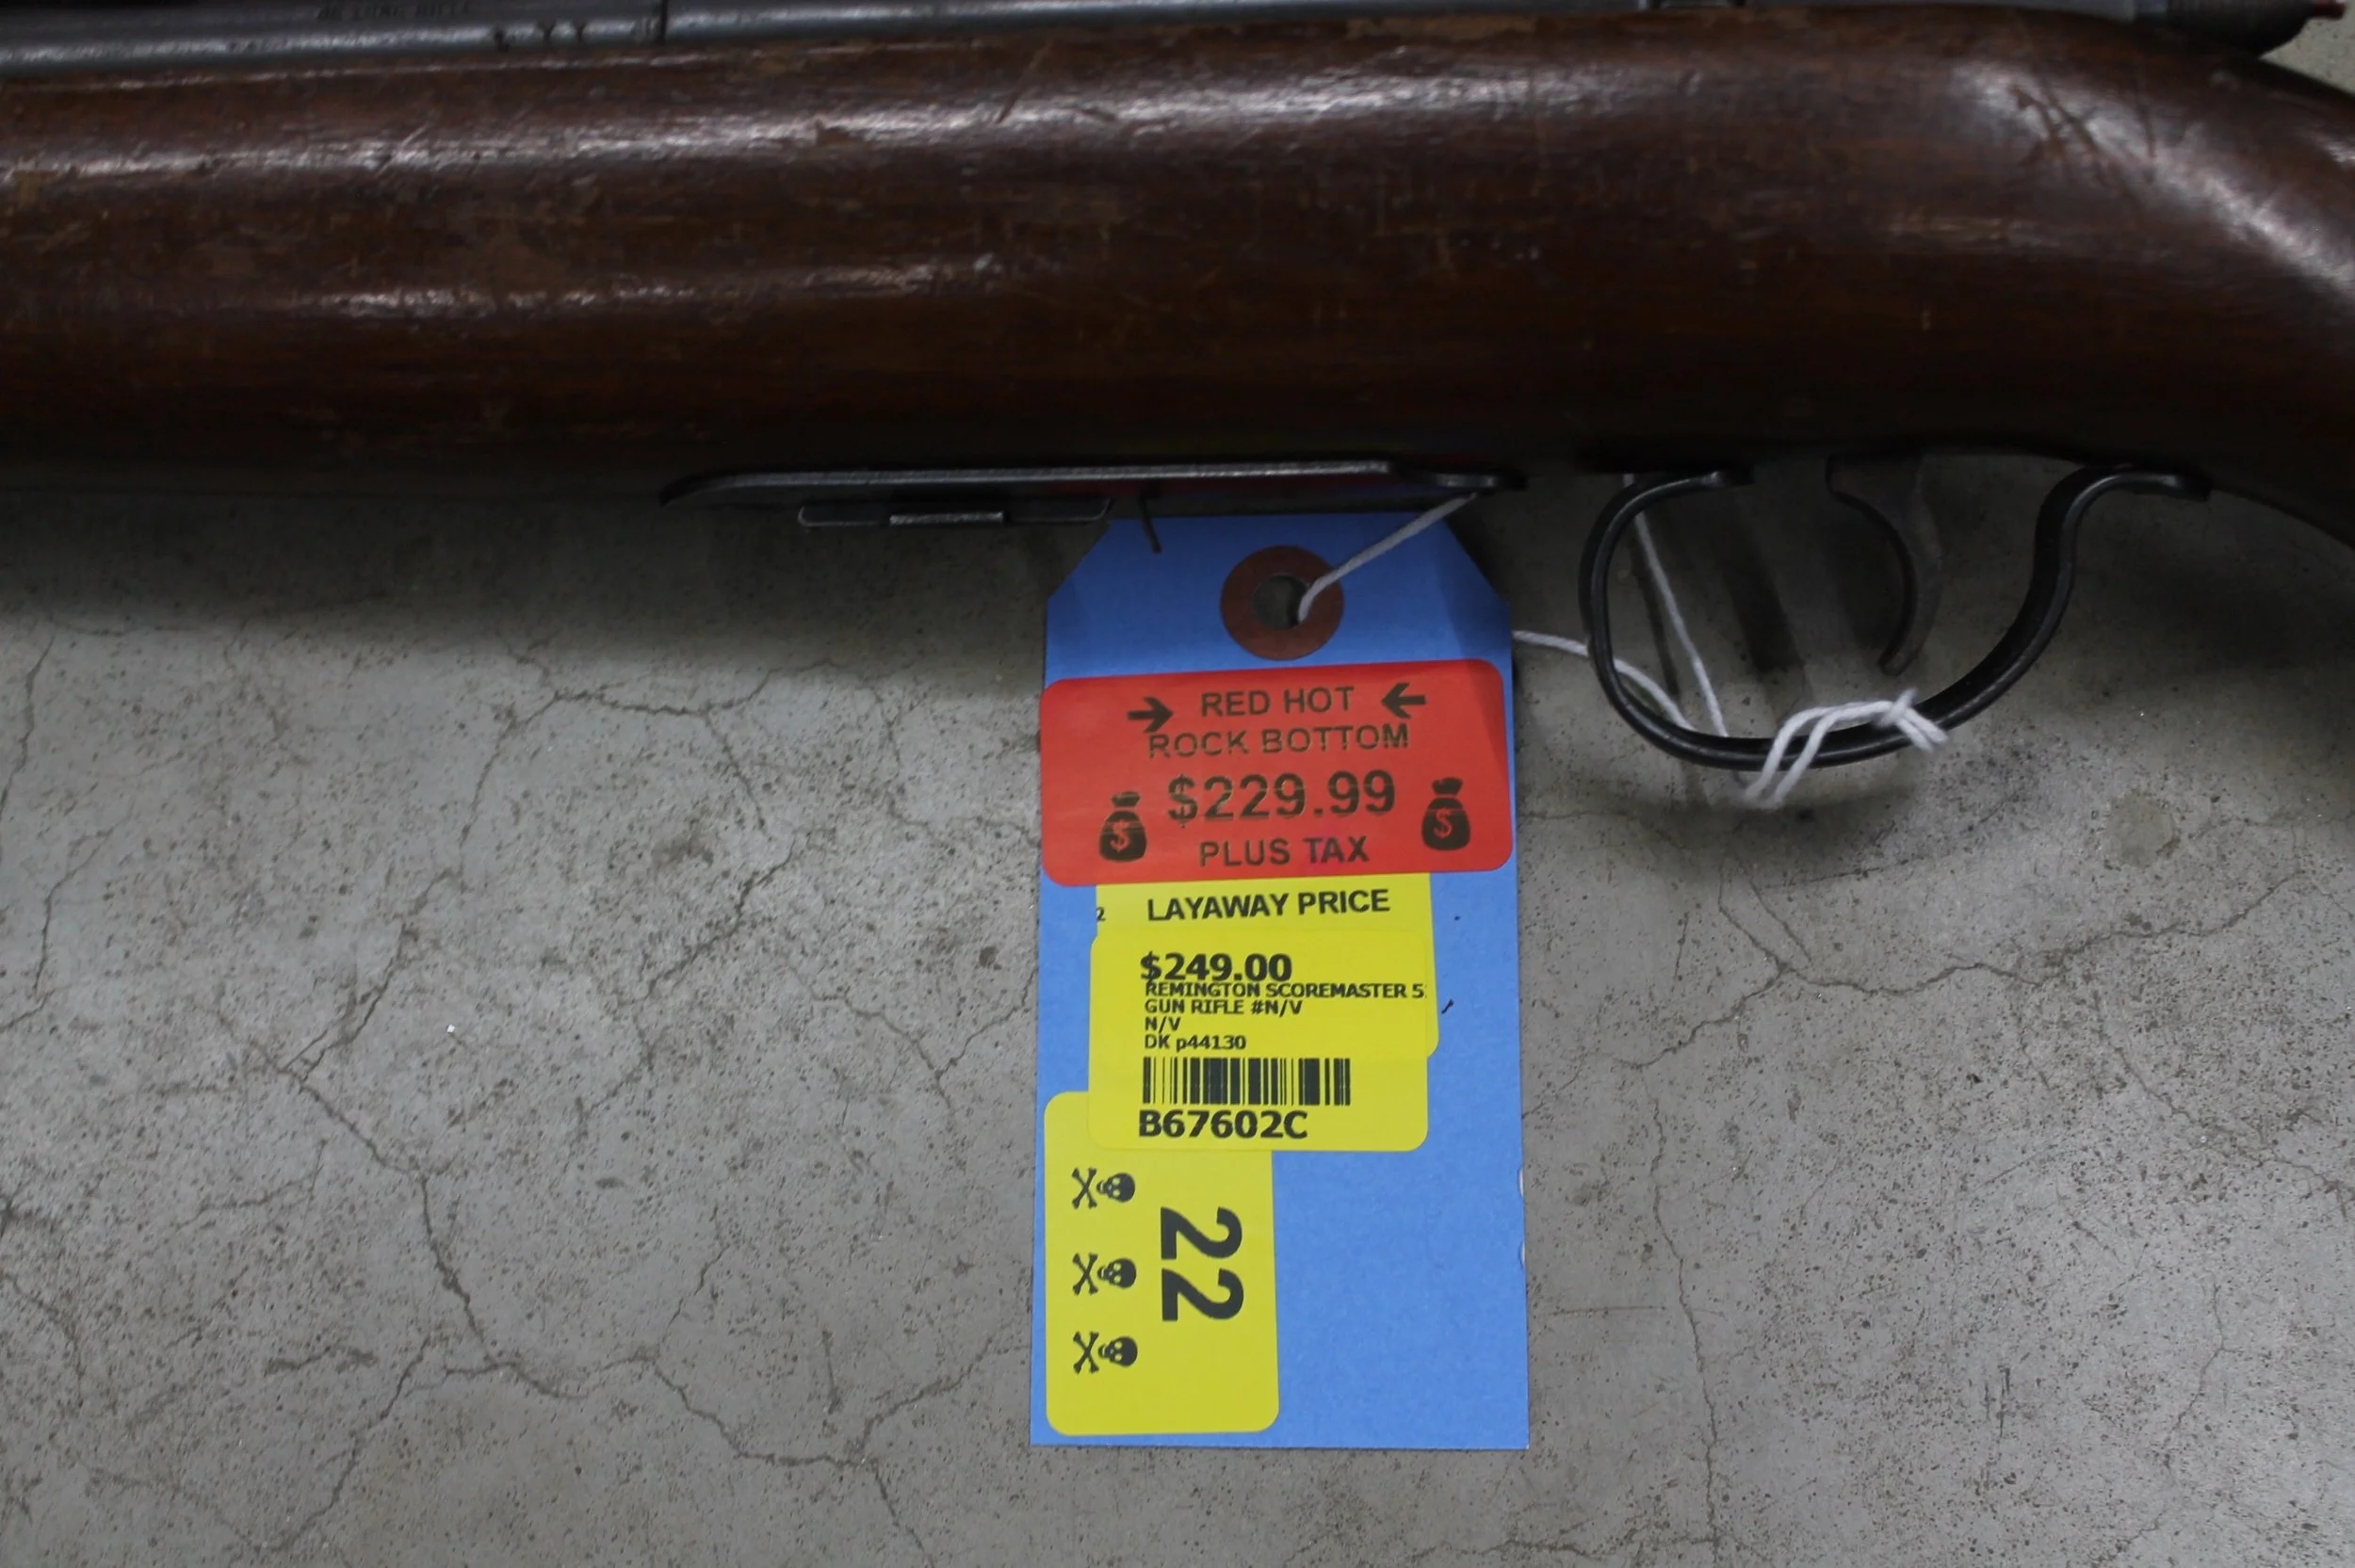 RED HOT
ROCK BOTTOM
$229.99
PLUS TAX
2 LAYAWAY PRICE
$249.00
REMINGTON SCOREMASTER 5
GUN RIFLE #N/V
N/V
DK p44130
B67602C
22